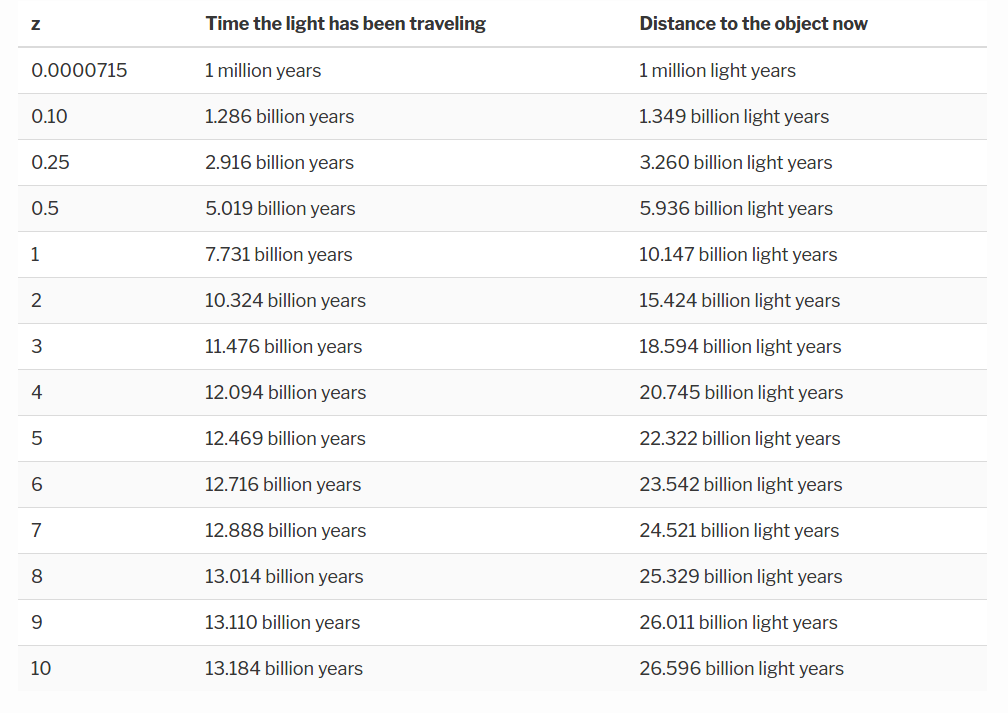 z Time the light has been traveling Distance to the object now
0.0000715 1 million years 1 million light years
0.10 1.286 billion years 1.349 billion light years
0.25 2.916 billion years 3.260 billion light years
0.5 5.019 billion years 5.936 billion light years
1 7.731 billion years 10.147 billion light years
2 10.324 billion years 15.424 billion light years
3 11.476 billion years 18.594 billion light years
4 12.094 billion years 20.745 billion light years
5 12.469 billion years 22.322 billion light years
6 12.716 billion years 23.542 billion light years
7 12.888 billion years 24.521 billion light years
8 13.014 billion years 25.329 billion light years
9 13.110 billion years 26.011 billion light years
10 13.184 billion years 26.596 billion light years